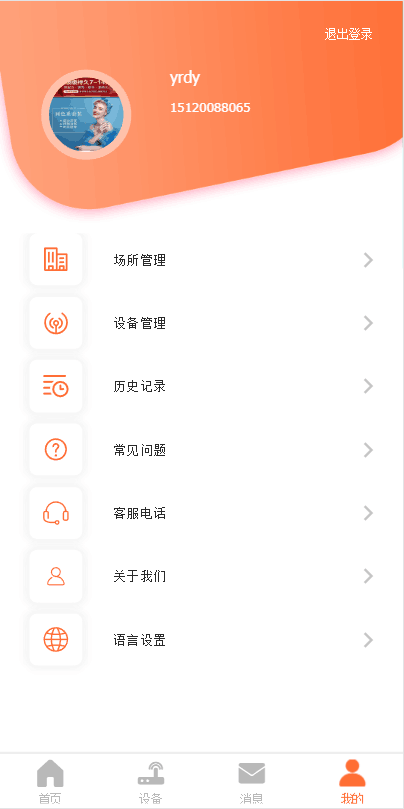 退出登录
yrdy
15120088065
场所管理
设备管理
历史记录
常见问题
客服电话
关于我们
语言设置
首页
设备
消息
我的